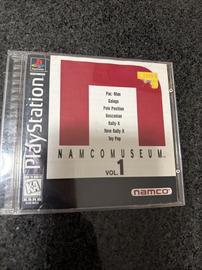 PlayStation
Pac-Man
Galaga
Pole Position
Bosconian
Rally-X
New Rally-X
Toy Pop
NAMCOMUSEUM
VOL.1
namco